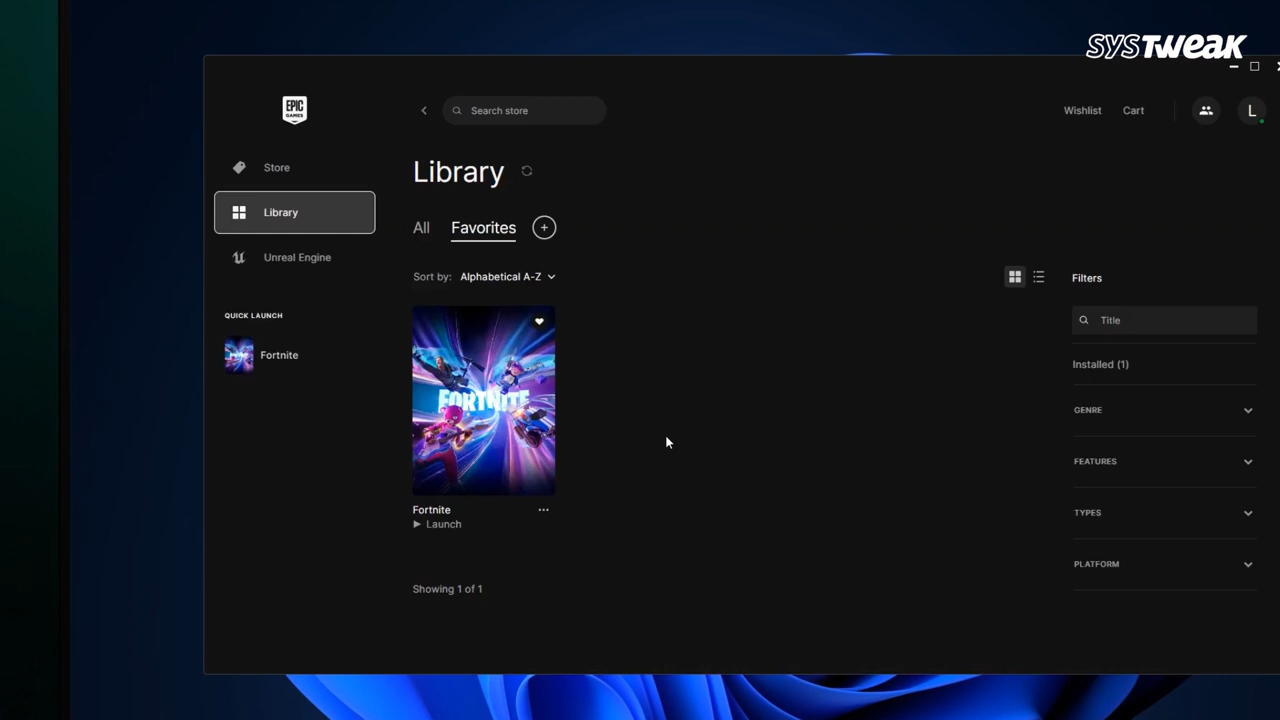 SYSTWEAK
EPIC
GAMES
Search store
Wishlist
Cart
L
Store
Library
Unreal Engine
QUICK LAUNCH
Fortnite
Library
All
Favorites
Sort by: Alphabetical A-Z
FORTNITE
Fortnite
Launch
Showing 1 of 1
Filters
Title
Installed (1)
GENRE
FEATURES
TYPES
PLATFORM